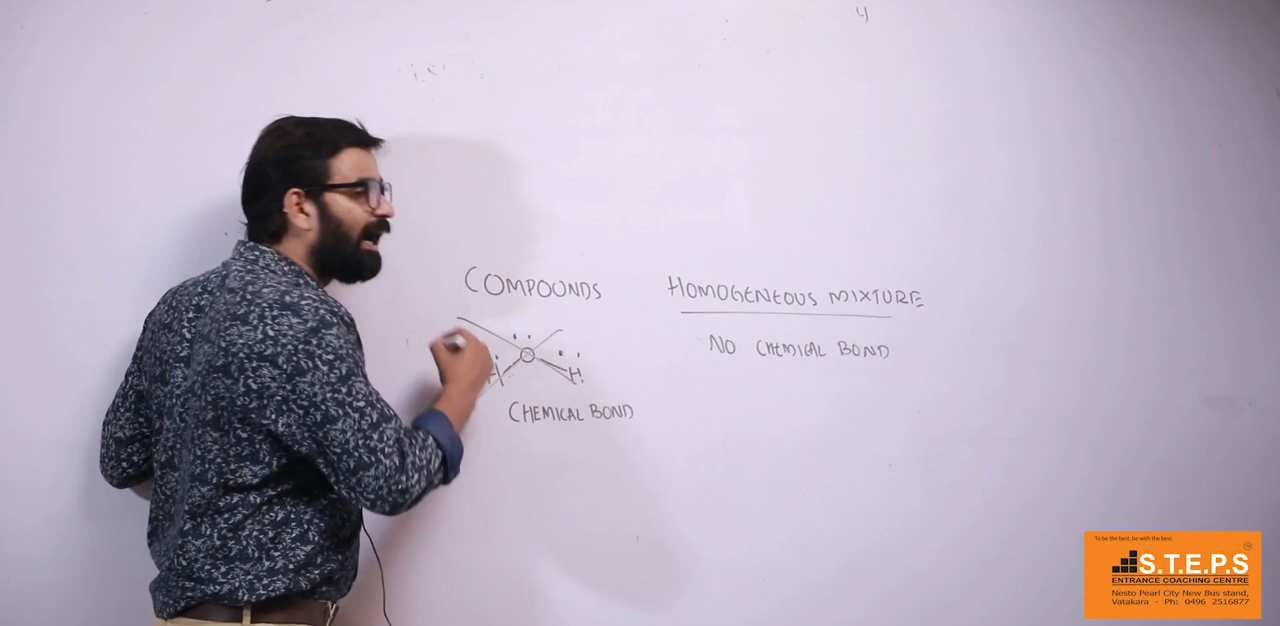 COMPOUNDS
HOMOGENEOUS MIXTURE
NO CHEMICAL BOND
H O H
CHEMICAL BOND
To be the best, be with the best.
S.T.E.P.S
ENTRANCE COACHING CENTRE
Nesto Pearl City New Bus stand,
Vatakara - Ph: 0496 2516877